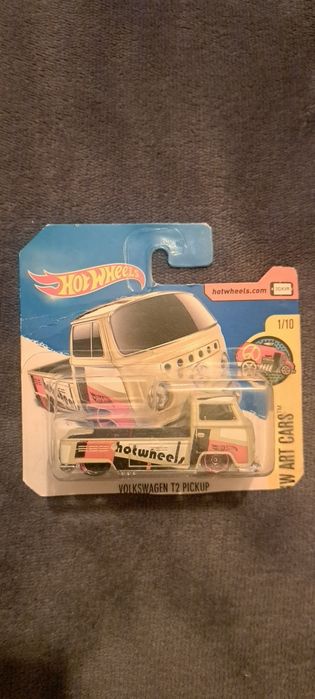 HOT WHEELS
hotwheels.com
1/10
hotwheels
VOLKSWAGEN T2 PICKUP
ART CARS™